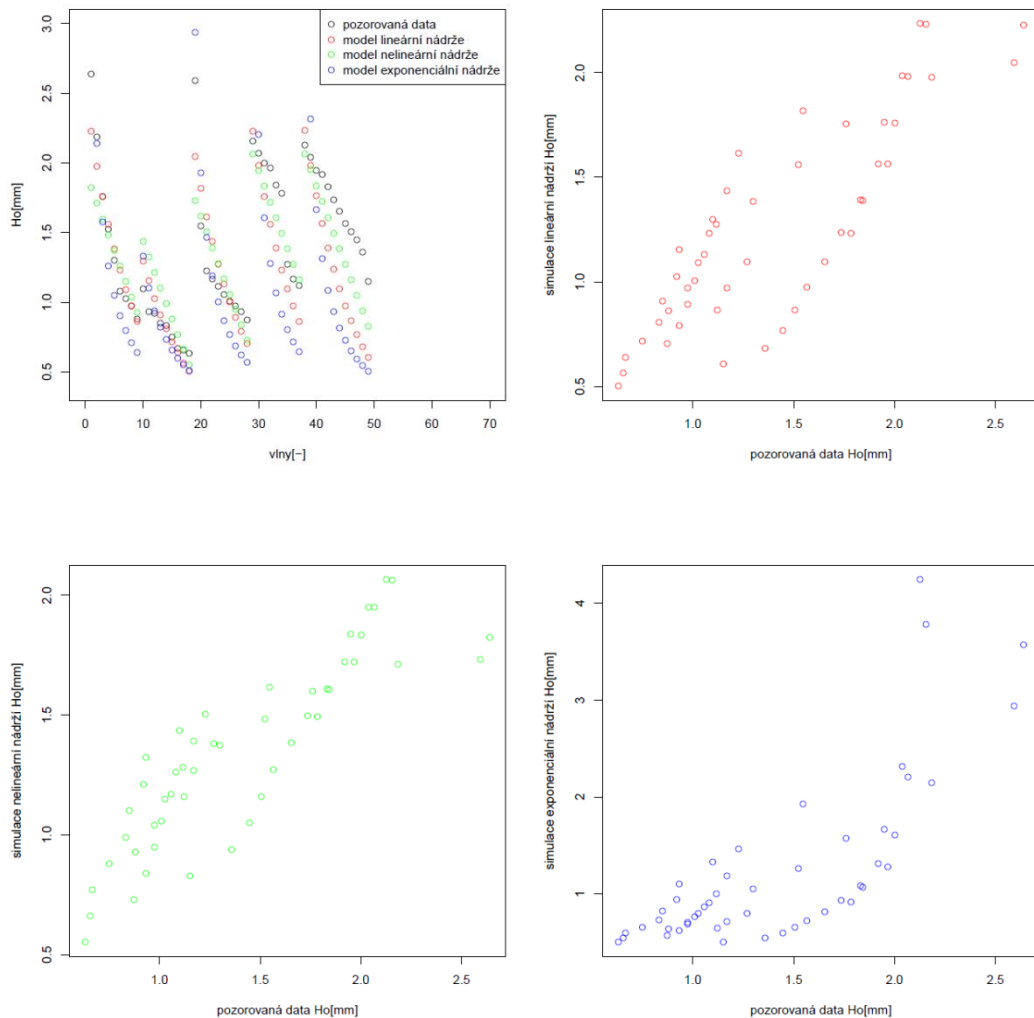 pozorovaná data
model lineární nádrže
model nelineární nádrže
model exponenciální nádrže
Ho[mm]
0.5 1.0 1.5 2.0 2.5 3.0
0 10 20 30 40 50 60 70
vlny[−]
simulace lineární nádrží Ho[mm]
0.5 1.0 1.5 2.0
1.0 1.5 2.0 2.5
pozorovaná data Ho[mm]
simulace nelineární nádrží Ho[mm]
0.5 1.0 1.5 2.0
1.0 1.5 2.0 2.5
pozorovaná data Ho[mm]
simulace exponenciální nádrží Ho[mm]
1 2 3 4
1.0 1.5 2.0 2.5
pozorovaná data Ho[mm]